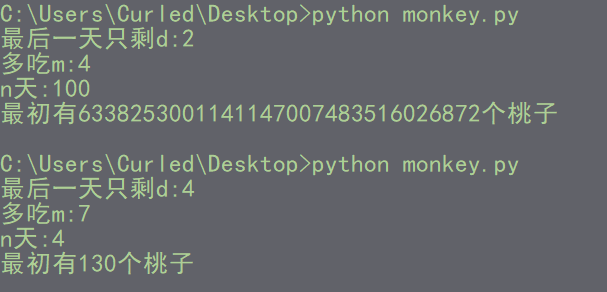 C:\Users\Curled\Desktop>python monkey.py
最后一天只剩d:2
多吃m:4
n天:100
最初有6338253001141147007483516026872个桃子
C:\Users\Curled\Desktop>python monkey.py
最后一天只剩d:4
多吃m:7
n天:4
最初有130个桃子